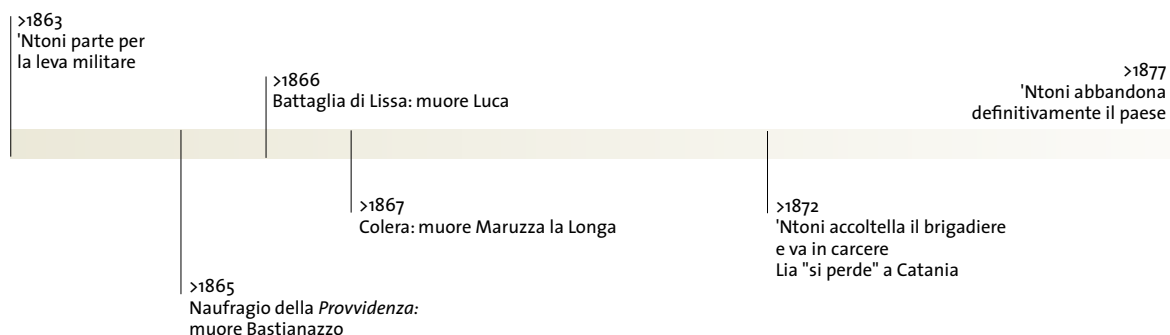 >1863
'Ntoni parte per
la leva militare
>1866
Battaglia di Lissa: muore Luca
>1877
'Ntoni abbandona
definitivamente il paese
>1867
Colera: muore Maruzza la Longa
>1872
'Ntoni accoltella il brigadiere
e va in carcere
Lia "si perde" a Catania
>1865
Naufragio della Provvidenza:
muore Bastianazzo